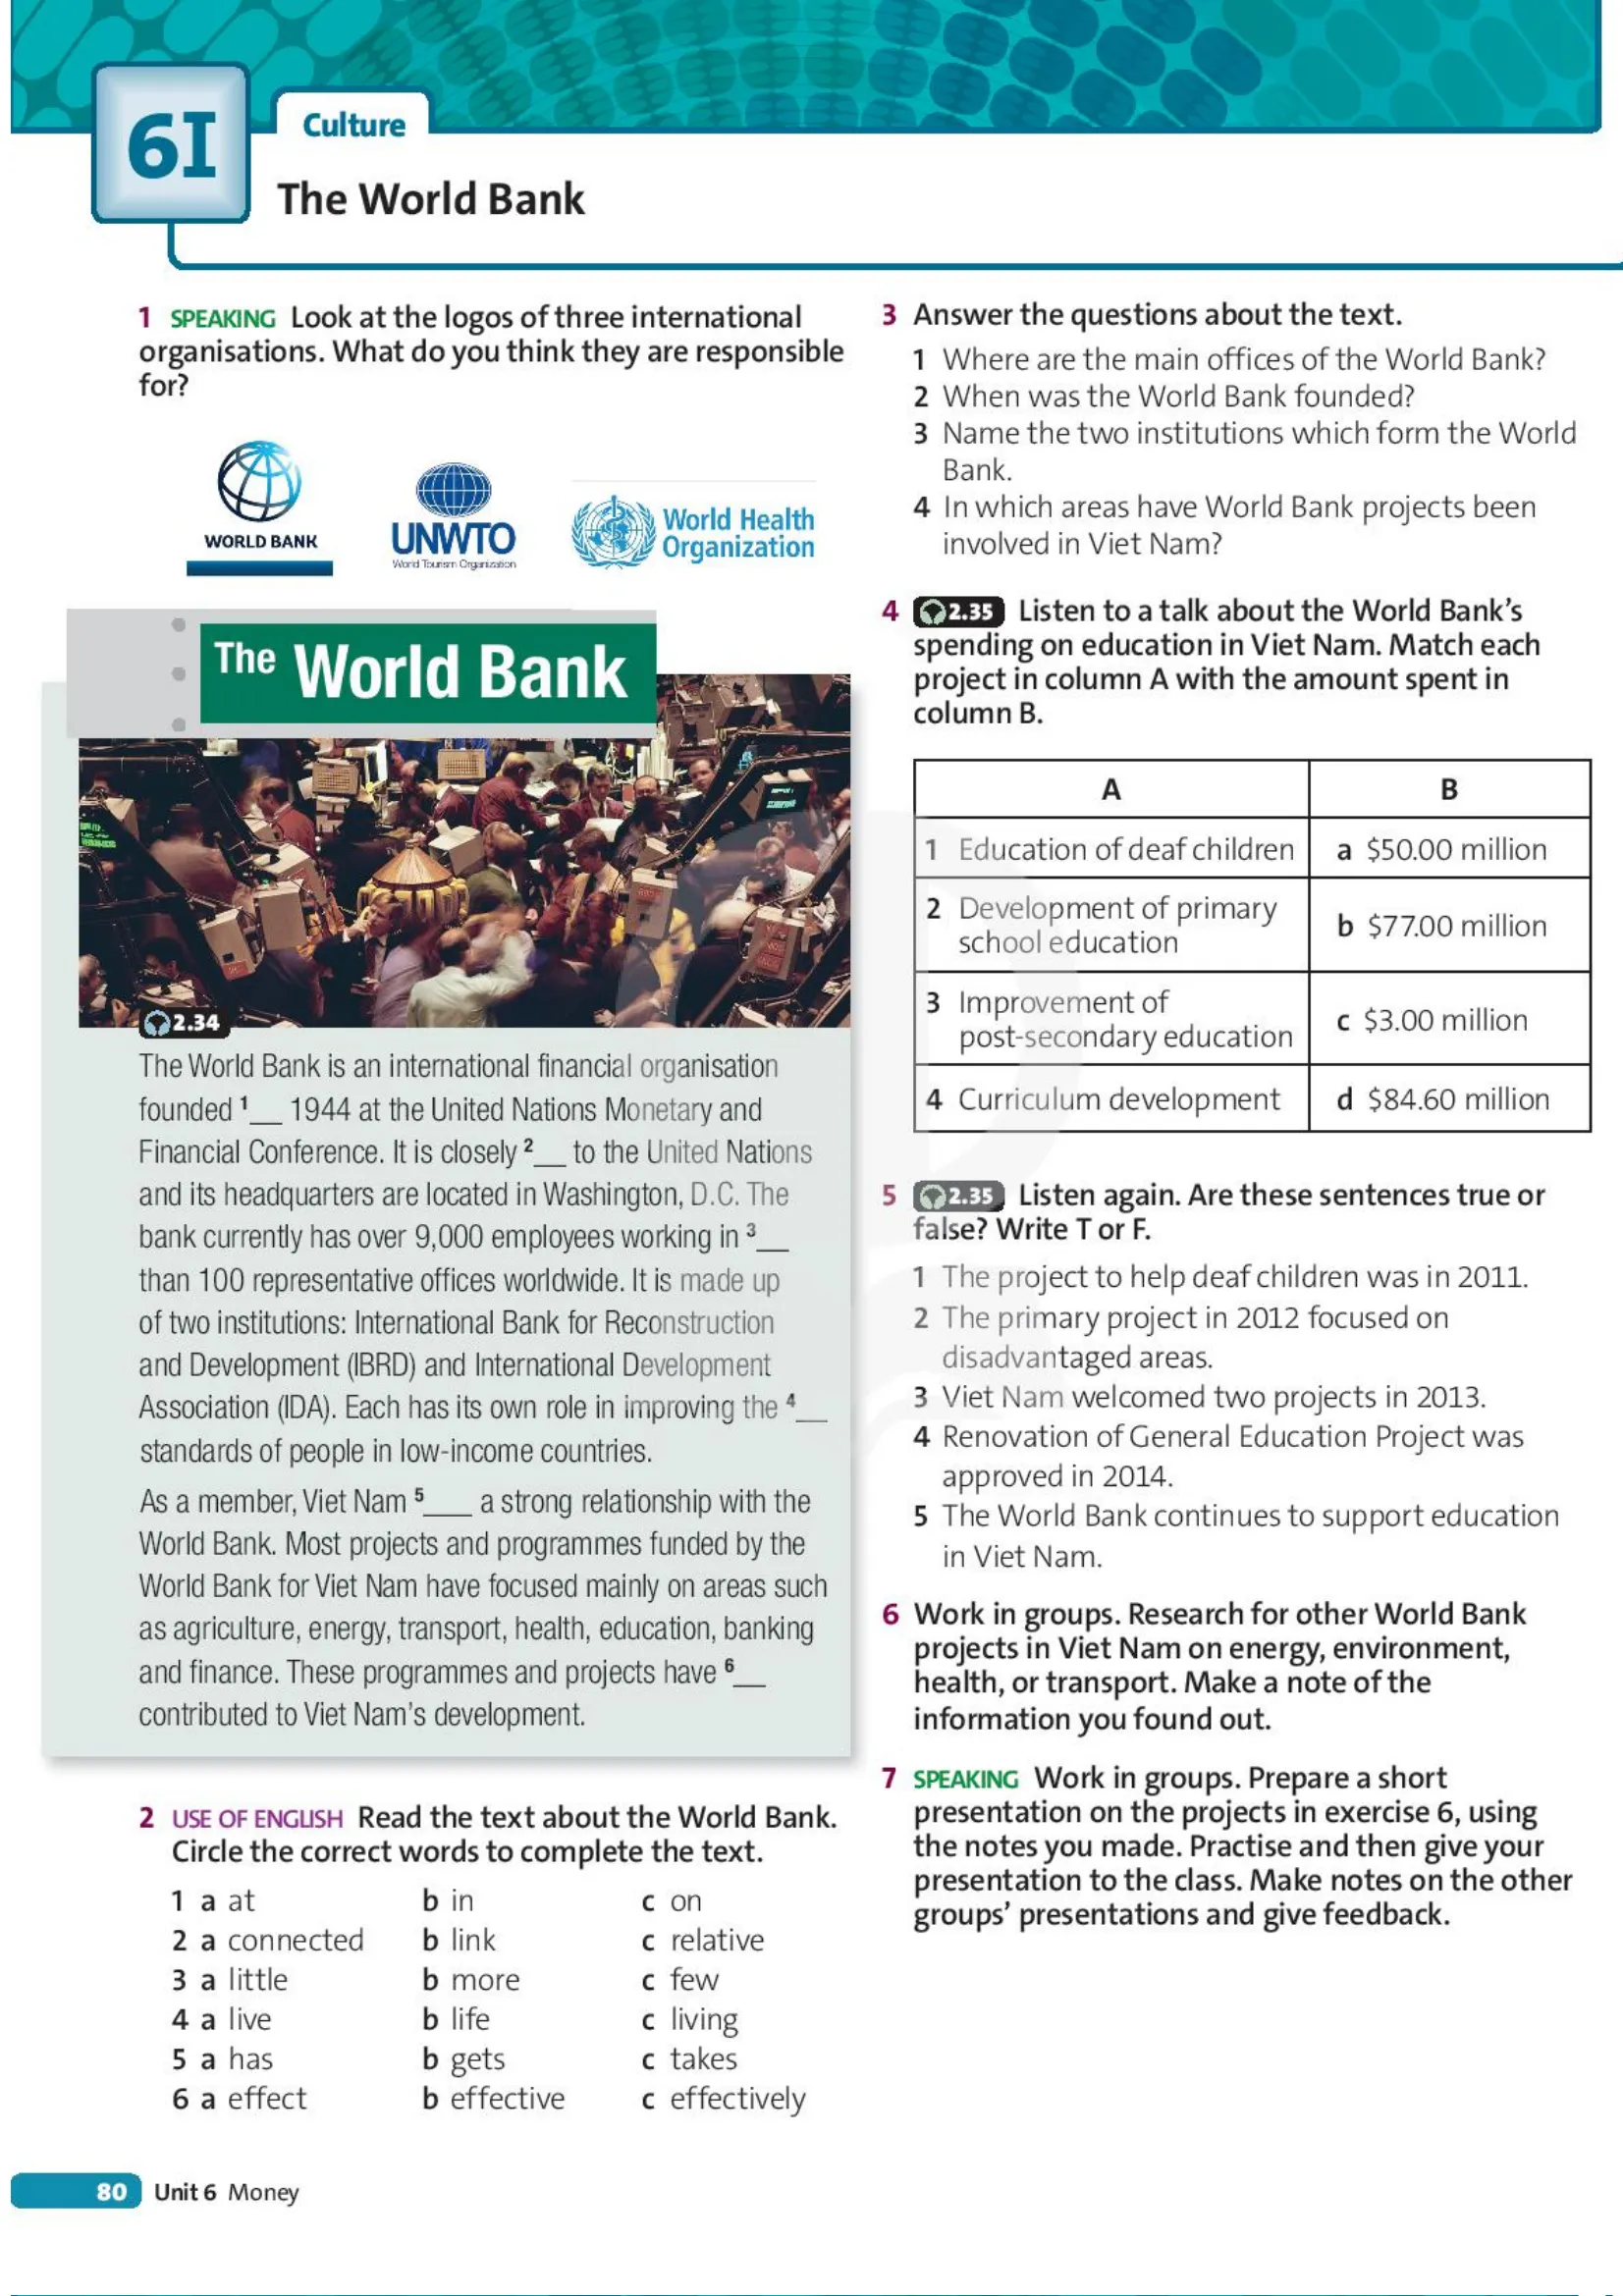 6I
Culture
The World Bank
1 SPEAKING Look at the logos of three international
organisations. What do you think they are responsible
for?
WORLD BANK
UNWTO
World Tourism Organization
World Health
Organization
The World Bank
2.34
The World Bank is an international financial organisation
founded 1__ 1944 at the United Nations Monetary and
Financial Conference. It is closely 2__ to the United Nations
and its headquarters are located in Washington, D.C. The
bank currently has over 9,000 employees working in 3__
than 100 representative offices worldwide. It is made up
of two institutions: International Bank for Reconstruction
and Development (IBRD) and International Development
Association (IDA). Each has its own role in improving the 4__
standards of people in low-income countries.
As a member, Viet Nam 5___ a strong relationship with the
World Bank. Most projects and programmes funded by the
World Bank for Viet Nam have focused mainly on areas such
as agriculture, energy, transport, health, education, banking
and finance. These programmes and projects have 6__
contributed to Viet Nam's development.
2 USE OF ENGLISH Read the text about the World Bank.
Circle the correct words to complete the text.
1 a at b in c on
2 a connected b link c relative
3 a little b more c few
4 a live b life c living
5 a has b gets c takes
6 a effect b effective c effectively
3 Answer the questions about the text.
1 Where are the main offices of the World Bank?
2 When was the World Bank founded?
3 Name the two institutions which form the World
Bank.
4 In which areas have World Bank projects been
involved in Viet Nam?
4 2.35 Listen to a talk about the World Bank's
spending on education in Viet Nam. Match each
project in column A with the amount spent in
column B.
A B
1 Education of deaf children a $50.00 million
2 Development of primary
school education b $77.00 million
3 Improvement of
post-secondary education c $3.00 million
4 Curriculum development d $84.60 million
5 2.35 Listen again. Are these sentences true or
false? Write T or F.
1 The project to help deaf children was in 2011.
2 The primary project in 2012 focused on
disadvantaged areas.
3 Viet Nam welcomed two projects in 2013.
4 Renovation of General Education Project was
approved in 2014.
5 The World Bank continues to support education
in Viet Nam.
6 Work in groups. Research for other World Bank
projects in Viet Nam on energy, environment,
health, or transport. Make a note of the
information you found out.
7 SPEAKING Work in groups. Prepare a short
presentation on the projects in exercise 6, using
the notes you made. Practise and then give your
presentation to the class. Make notes on the other
groups' presentations and give feedback.
80 Unit 6 Money